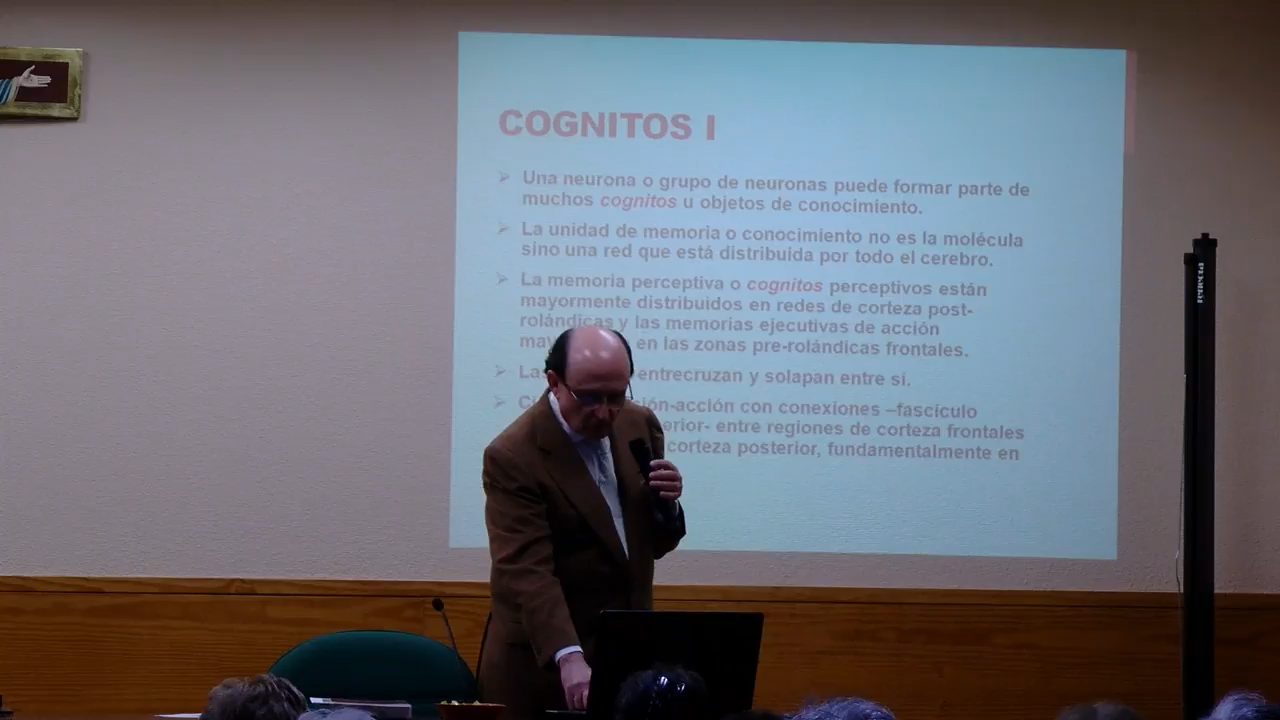 COGNITOS I
Una neurona o grupo de neuronas puede formar parte de
muchos cognitos u objetos de conocimiento.
La unidad de memoria o conocimiento no es la molécula
sino una red que está distribuida por todo el cerebro.
La memoria perceptiva o cognitos perceptivos están
mayormente distribuidos en redes de corteza post-
rolándicas y las memorias ejecutivas de acción
en las zonas pre-rolándicas frontales.
entrecruzan y solapan entre sí.
con conexiones –fascículo
entre regiones de corteza frontales
corteza posterior, fundamentalmente en